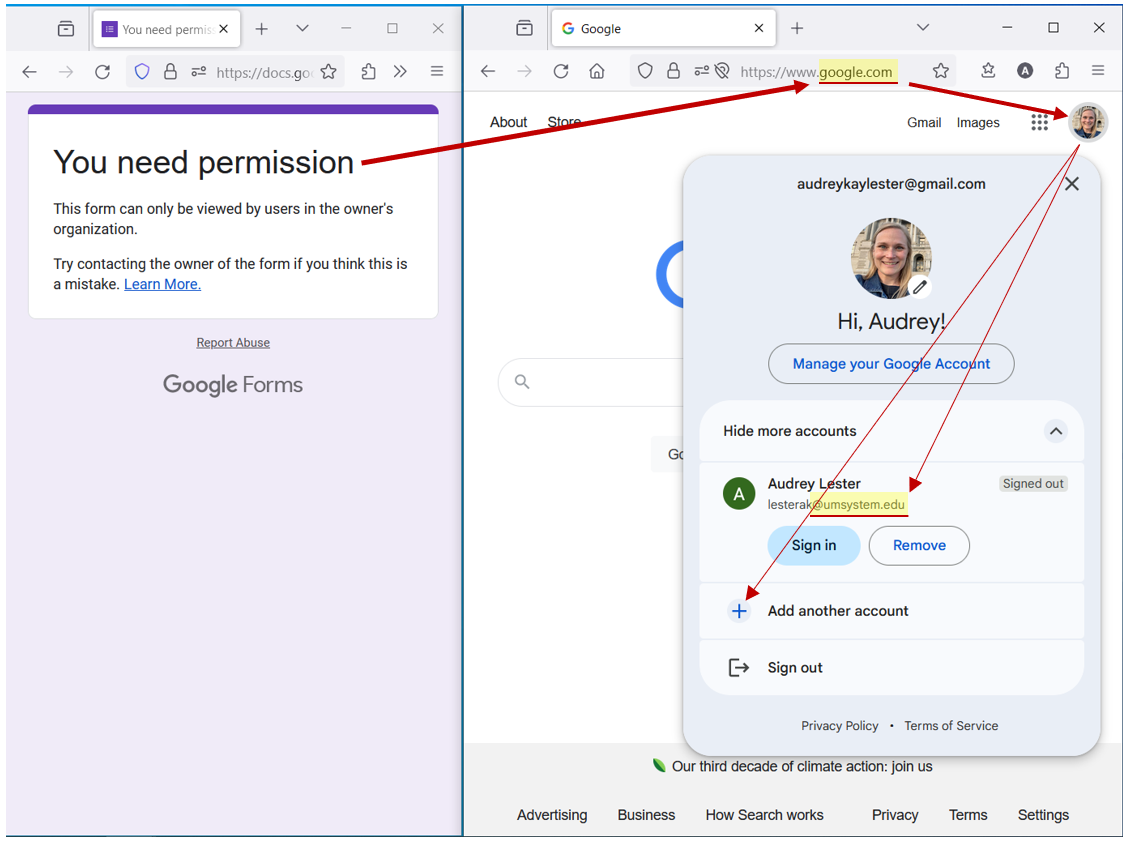 You need permis
https://docs.goo
You need permission
This form can only be viewed by users in the owner's
organization.
Try contacting the owner of the form if you think this is
a mistake. Learn More.
Report Abuse
Google Forms
Google
https://www.google.com
A
About Store
Gmail Images
audreykaylester@gmail.com
Hi, Audrey!
Manage your Google Account
Go
Hide more accounts
A
Audrey Lester
Signed out
lesterak@umsystem.edu
Sign in
Remove
Add another account
Sign out
Privacy Policy • Terms of Service
Our third decade of climate action: join us
Advertising Business How Search works Privacy Terms Settings